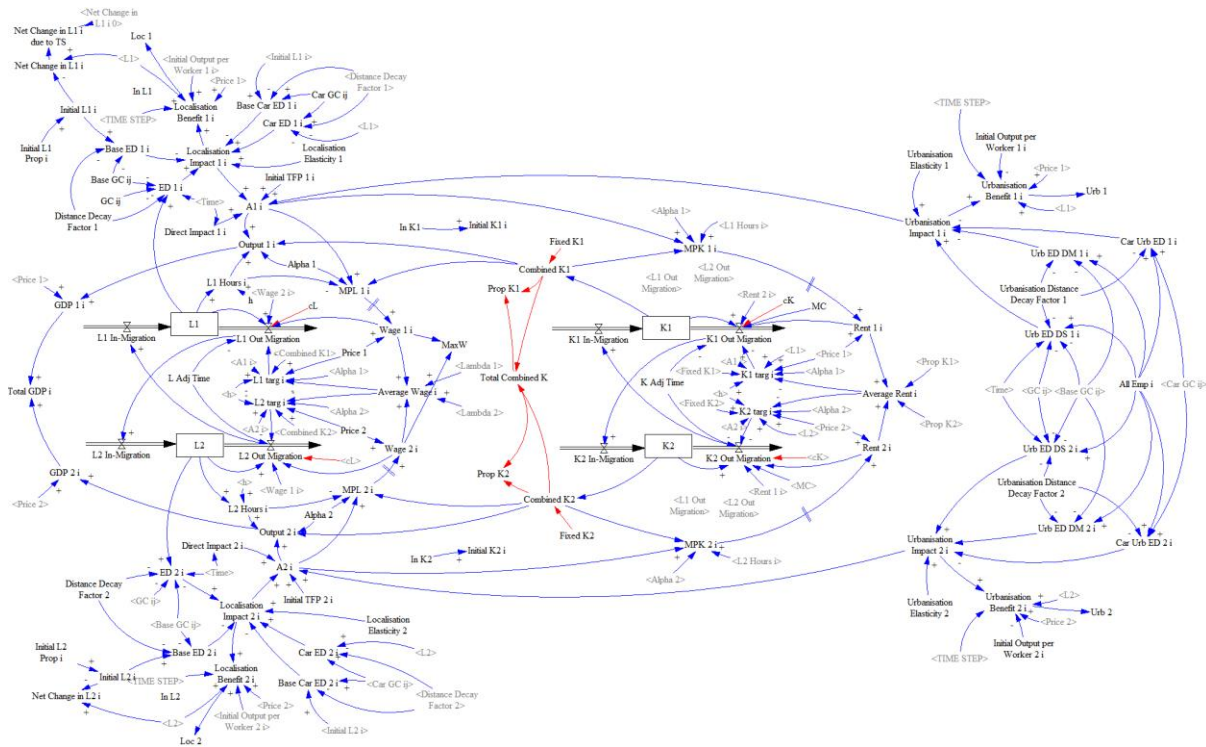 <Net Change in
L1 i 0>
Net Change in L1 i
due to TS
Net Change in L1 i
<L1>
Loc 1
<Initial Output per
Worker 1 i>
<Price 1>
In L1
<TIME STEP>
Localisation
Benefit 1 i
Initial L1 i
Initial L1
Prop i
<Initial L1 i>
<Distance Decay
Factor 1>
Car GC ij
Base Car ED 1 i
Car ED 1 i
<L1>
Localisation
Elasticity 1
Base ED 1 i
Localisation
Impact 1 i
Base GC ij
GC ij
ED 1 i
Distance Decay
Factor 1
<Time>
Direct Impact 1 i
Initial TFP 1 i
A1 i
Output 1 i
Alpha 1
L1 Hours i
h
MPL 1 i
In K1
Initial K1 i
<Price 1>
GDP 1 i
Total GDP i
GDP 2 i
<Price 2>
<Wage 2 i>
cL
L1
L1 In-Migration
L1 Out Migration
Price 1
Wage 1 i
MaxW
<Combined K1>
<A1 i>
L1 targ i
<Alpha 1>
L Adj Time
<h>
L2 targ i
<Alpha 2>
Average Wage i
<Lambda 1>
<Lambda 2>
<A2 i>
<Combined K2>
Price 2
Wage 2 i
L2
L2 In-Migration
L2 Out Migration
<cL>
<h>
<Wage 1 i>
L2 Hours i
MPL 2 i
Alpha 2
Output 2 i
Fixed K1
Combined K1
Prop K1
Total Combined K
Prop K2
Combined K2
Fixed K2
In K2
Initial K2 i
<Alpha 1>
<L1 Hours i>
MPK 1 i
<L1 Out
Migration>
<L2 Out
Migration>
<Rent 2 i>
cK
MC
K1
K1 In-Migration
K1 Out Migration
Rent 1 i
<L1>
<Price 1>
<A1 i>
<Fixed K1>
K1 targ i
<Alpha 1>
K Adj Time
<h>
<Fixed K2>
K2 targ i
<Alpha 2>
Average Rent i
<Prop K1>
<Prop K2>
<A2 i>
<L2>
<Price 2>
Rent 2 i
K2
K2 In-Migration
K2 Out Migration
<cK>
<Rent 1 i>
<MC>
<L1 Out
Migration>
<L2 Out
Migration>
MPK 2 i
<Alpha 2>
<L2 Hours i>
<TIME STEP>
Initial Output per
Worker 1 i
Urbanisation
Elasticity 1
Urbanisation
Benefit 1 i
<Price 1>
<L1>
Urb 1
Urbanisation
Impact 1 i
Car Urb ED 1 i
Urb ED DM 1 i
Urbanisation Distance
Decay Factor 1
Urb ED DS 1 i
<Time>
<GC ij>
<Base GC ij>
All Emp i
<Car GC ij>
Urb ED DS 2 i
Urbanisation Distance
Decay Factor 2
Urb ED DM 2 i
Car Urb ED 2 i
Urbanisation
Impact 2 i
Urbanisation
Elasticity 2
Urbanisation
Benefit 2 i
<L2>
<Price 2>
Urb 2
Initial Output per
Worker 2 i
<TIME STEP>
Direct Impact 2 i
A2 i
Initial TFP 2 i
<Time>
ED 2 i
Distance Decay
Factor 2
<GC ij>
<Base GC ij>
Localisation
Impact 2 i
Localisation
Elasticity 2
Base ED 2 i
Initial L2
Prop i
Initial L2 i
<TIME STEP>
In L2
Net Change in L2 i
<L2>
Loc 2
Localisation
Benefit 2 i
<Price 2>
<Initial Output per
Worker 2 i>
Car ED 2 i
Base Car ED 2 i
<L2>
<Car GC ij>
<Distance Decay
Factor 2>
<Initial L2 i>